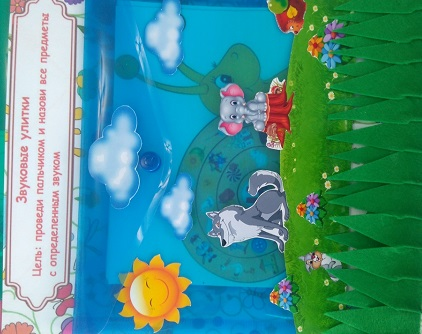 Звуковые улитки
Цель: проведи пальчиком и назови все предметы
с определенным звуком